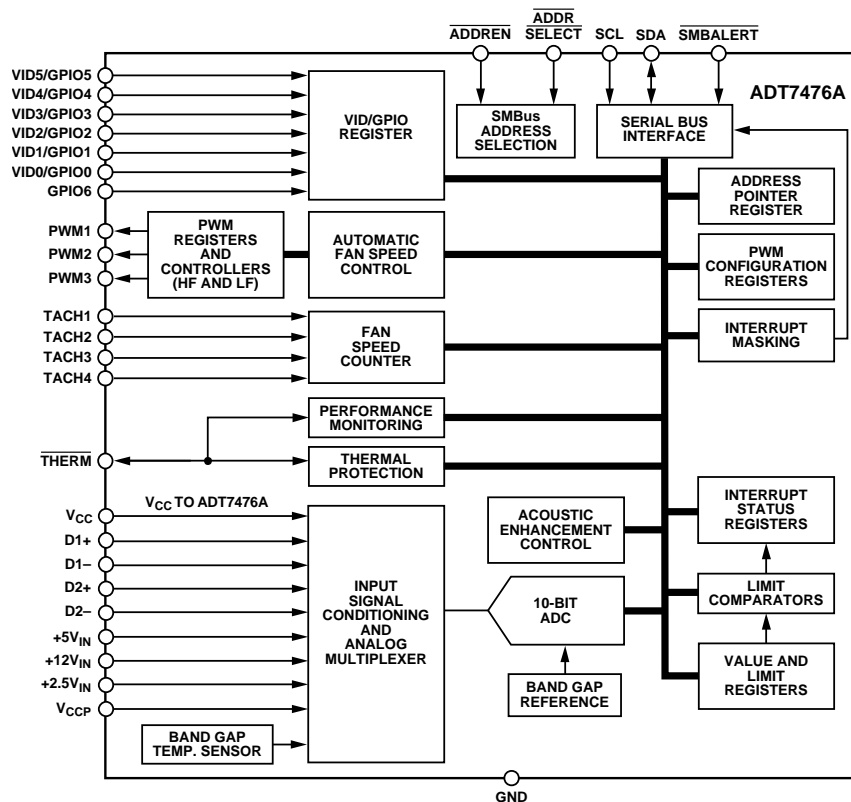 ADDREN
ADDR
SELECT
SCL
SDA
SMBALERT
ADT7476A
VID5/GPIO5
VID4/GPIO4
VID3/GPIO3
VID2/GPIO2
VID1/GPIO1
VID0/GPIO0
GPIO6
VID/GPIO
REGISTER
SMBus
ADDRESS
SELECTION
SERIAL BUS
INTERFACE
ADDRESS
POINTER
REGISTER
PWM1
PWM2
PWM3
PWM
REGISTERS
AND
CONTROLLERS
(HF AND LF)
AUTOMATIC
FAN SPEED
CONTROL
PWM
CONFIGURATION
REGISTERS
TACH1
TACH2
TACH3
TACH4
FAN
SPEED
COUNTER
INTERRUPT
MASKING
PERFORMANCE
MONITORING
THERM
THERMAL
PROTECTION
VCC TO ADT7476A
VCC
D1+
D1–
D2+
D2–
+5VIN
+12VIN
+2.5VIN
VCCP
INPUT
SIGNAL
CONDITIONING
AND
ANALOG
MULTIPLEXER
ACOUSTIC
ENHANCEMENT
CONTROL
INTERRUPT
STATUS
REGISTERS
10-BIT
ADC
LIMIT
COMPARATORS
BAND GAP
REFERENCE
VALUE AND
LIMIT
REGISTERS
BAND GAP
TEMP. SENSOR
GND